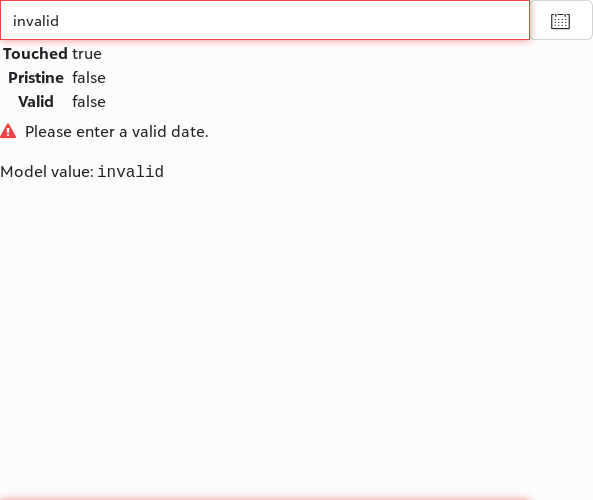 invalid
Touched true
Pristine false
Valid false
Please enter a valid date.
Model value: invalid